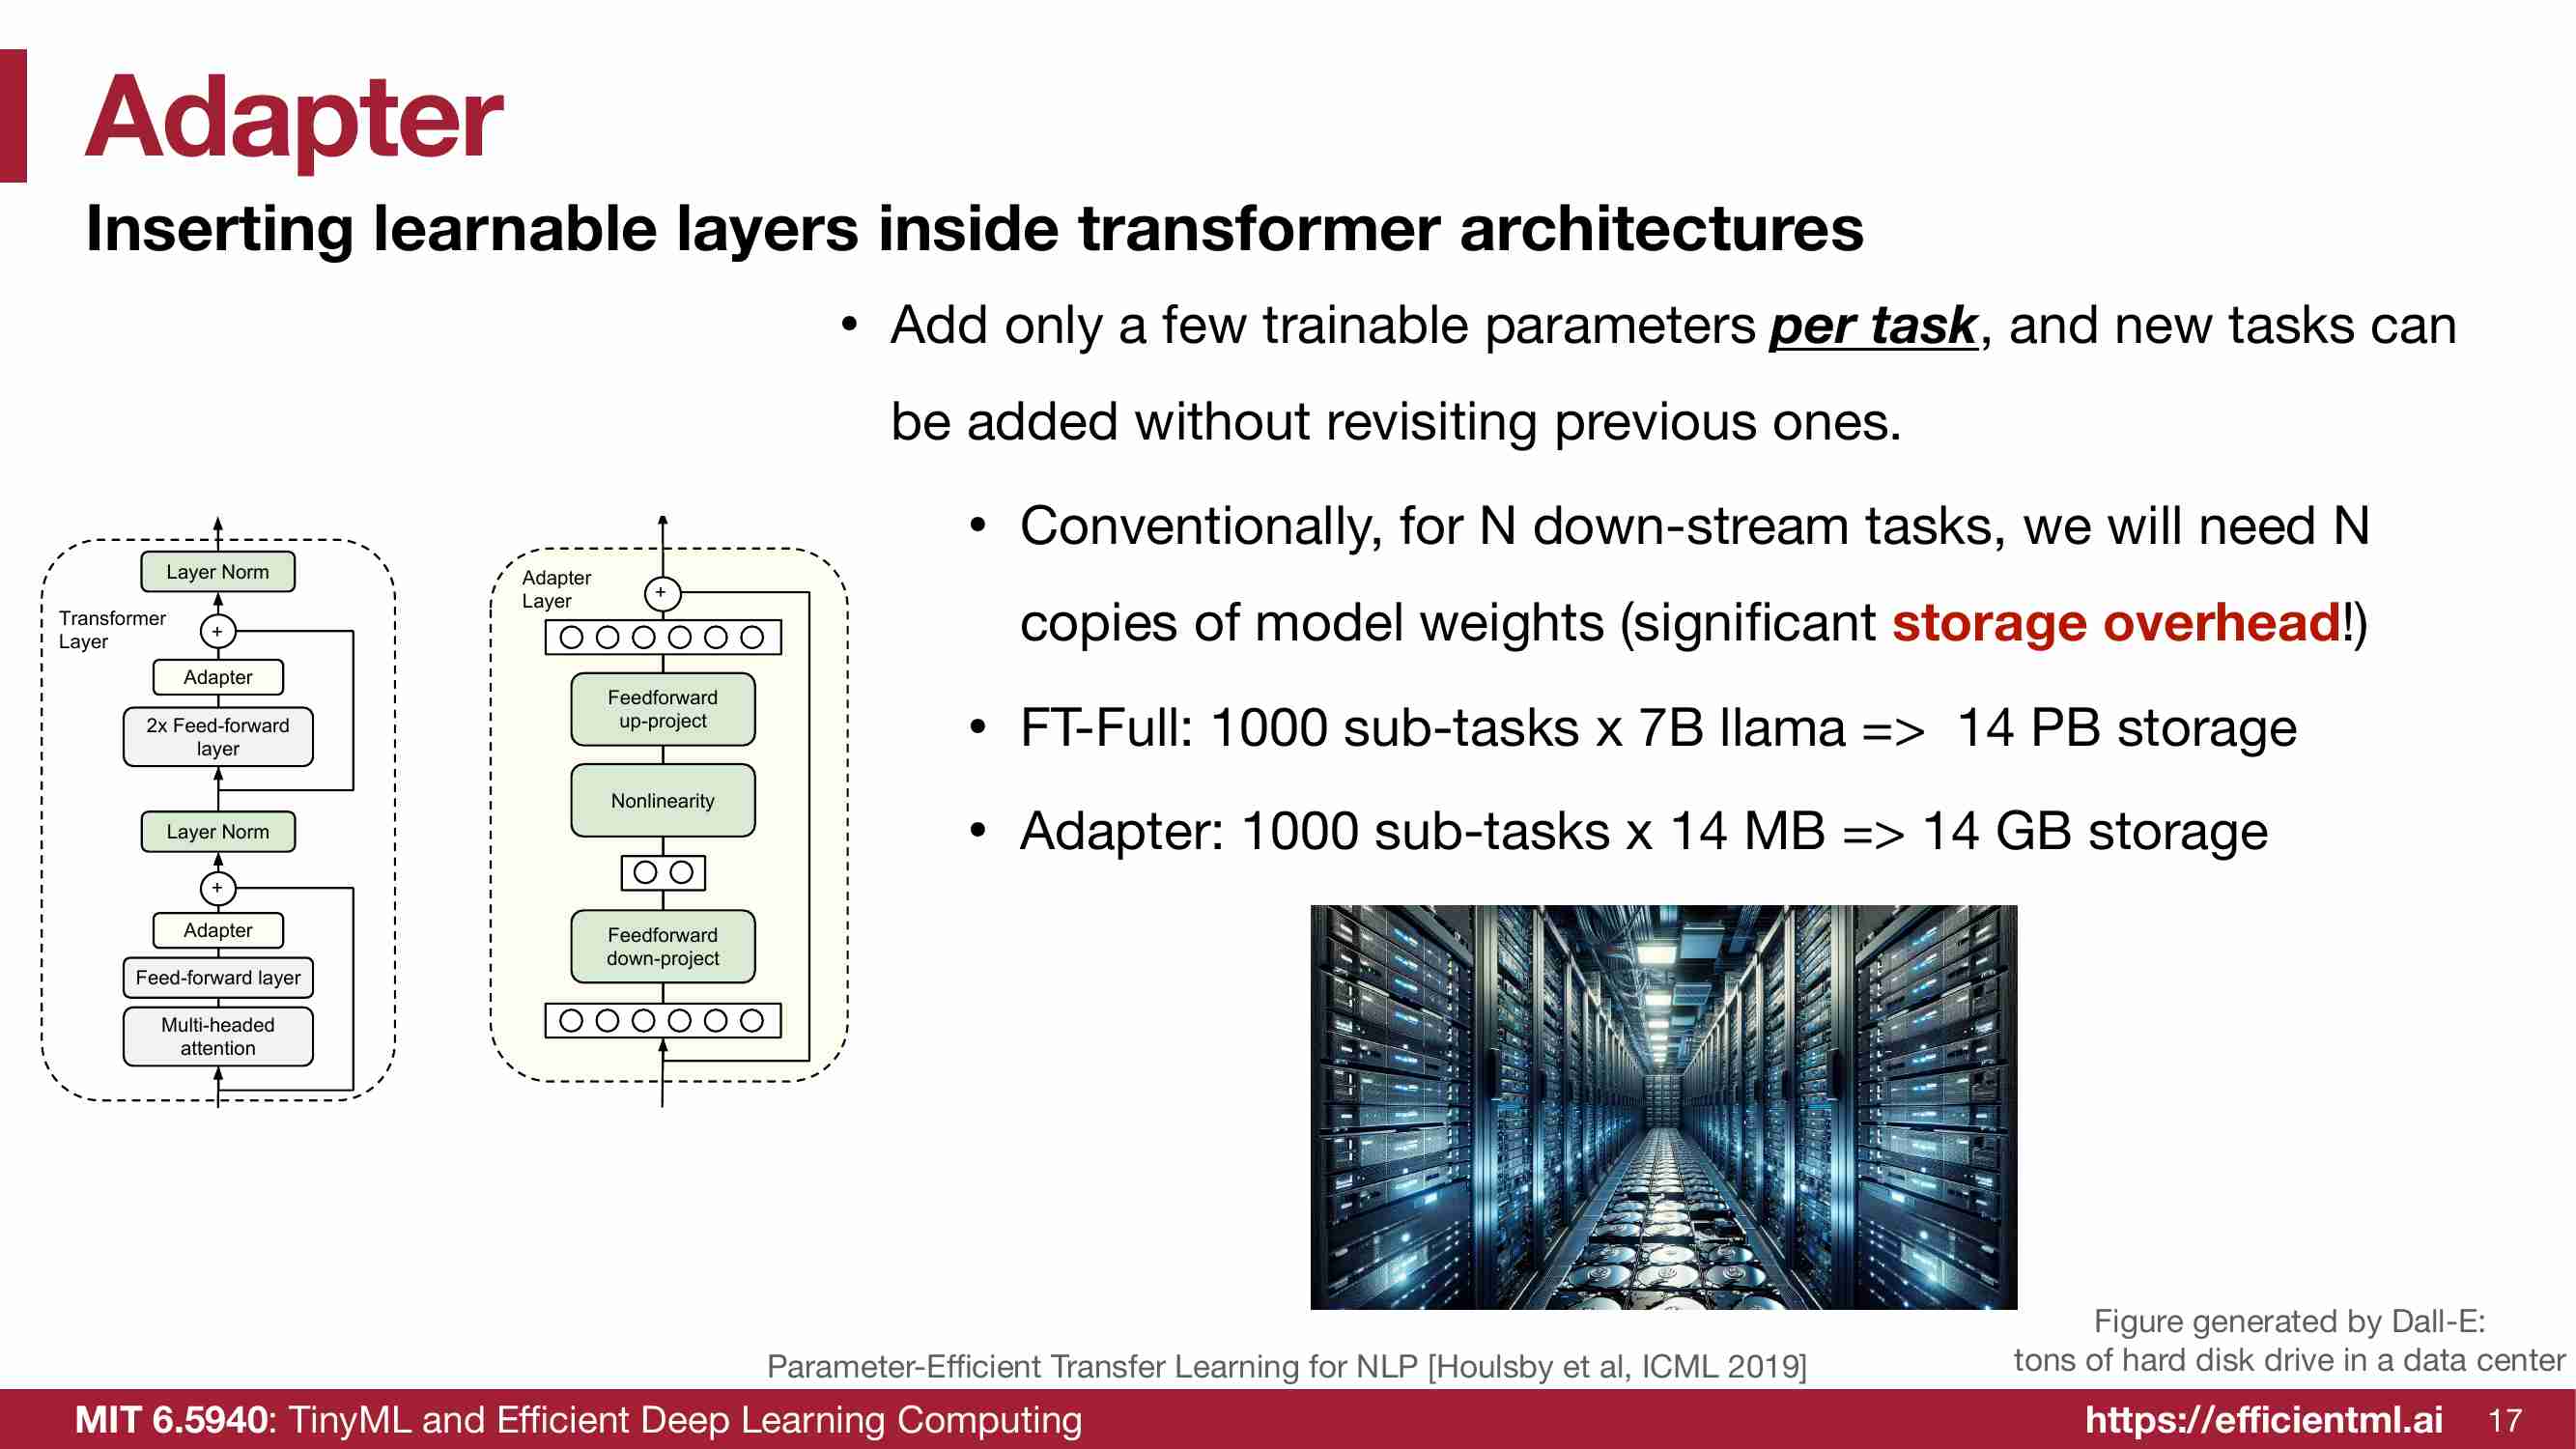 Adapter
Inserting learnable layers inside transformer architectures
• Add only a few trainable parameters per task, and new tasks can
be added without revisiting previous ones.
• Conventionally, for N down-stream tasks, we will need N
copies of model weights (significant storage overhead!)
• FT-Full: 1000 sub-tasks x 7B llama => 14 PB storage
• Adapter: 1000 sub-tasks x 14 MB => 14 GB storage
Layer Norm
Transformer
Layer
+
Adapter
2x Feed-forward
layer
Layer Norm
+
Adapter
Feed-forward layer
Multi-headed
attention
Adapter
Layer
+
Feedforward
up-project
Nonlinearity
Feedforward
down-project
Figure generated by Dall-E:
tons of hard disk drive in a data center
Parameter-Efficient Transfer Learning for NLP [Houlsby et al, ICML 2019]
MIT 6.5940: TinyML and Efficient Deep Learning Computing
https://efficientml.ai
17